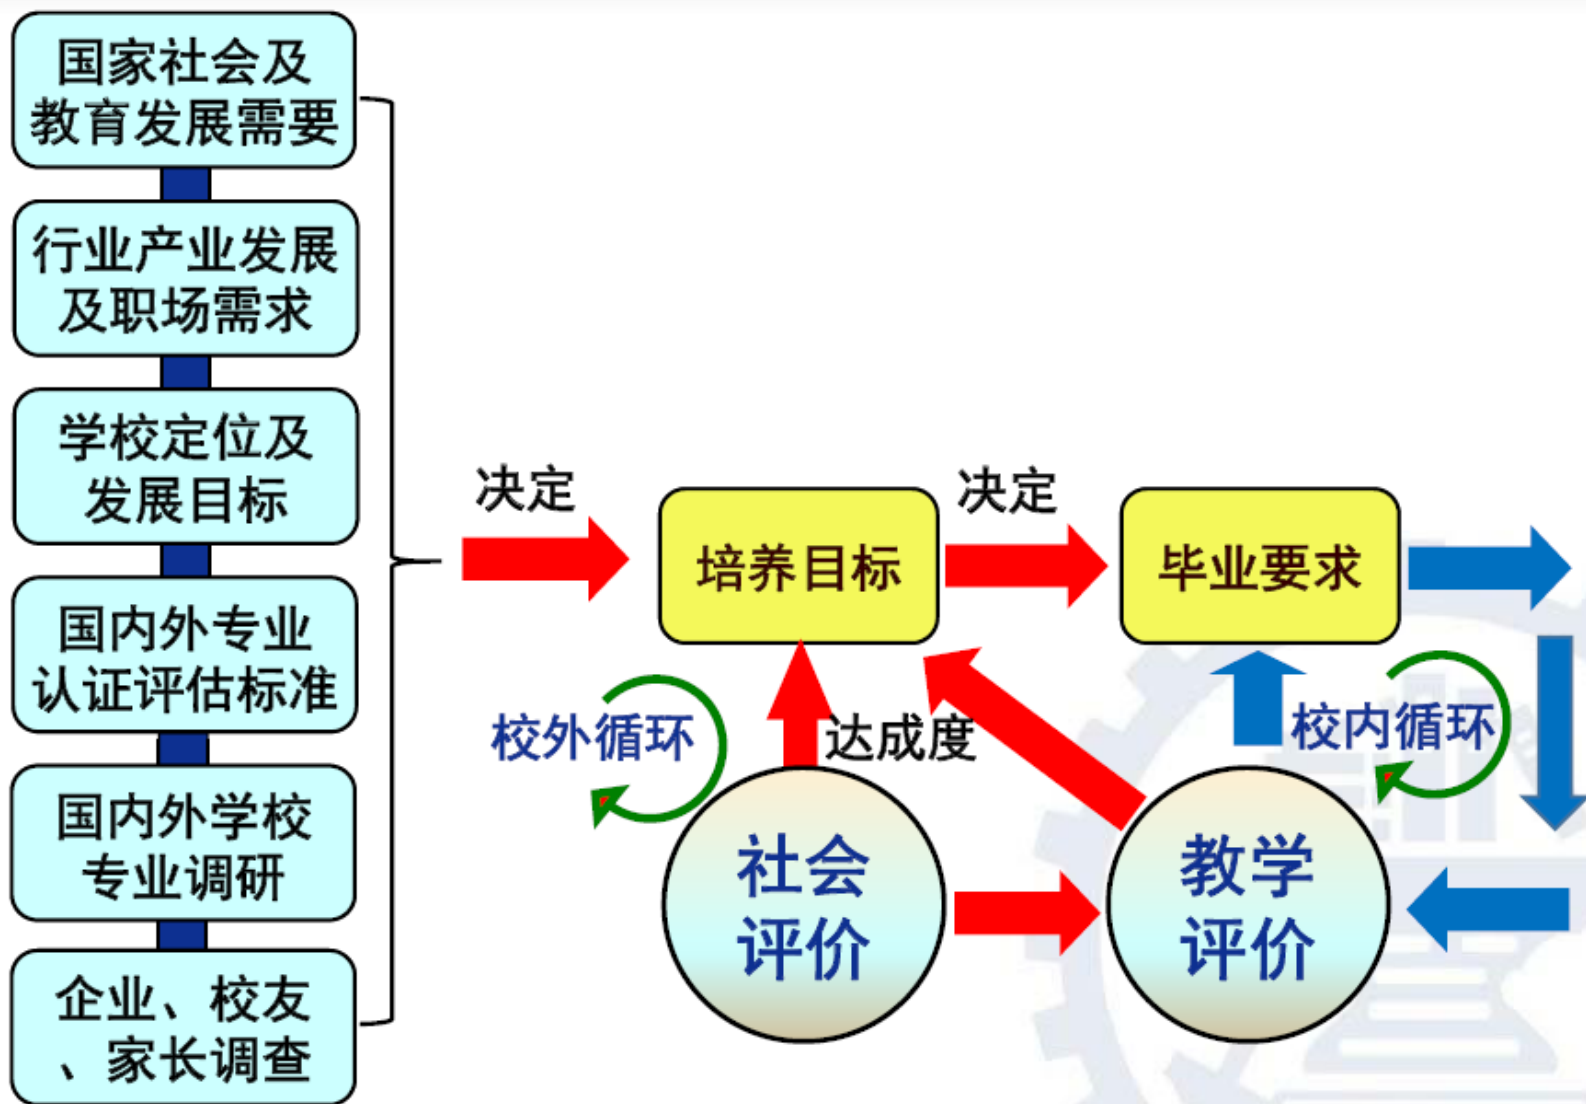 国家社会及
教育发展需要
行业产业发展
及职场需求
学校定位及
发展目标
国内外专业
认证评估标准
国内外学校
专业调研
企业、校友
、家长调查
决定
培养目标
决定
毕业要求
校外循环
达成度
校内循环
社会
评价
教学
评价